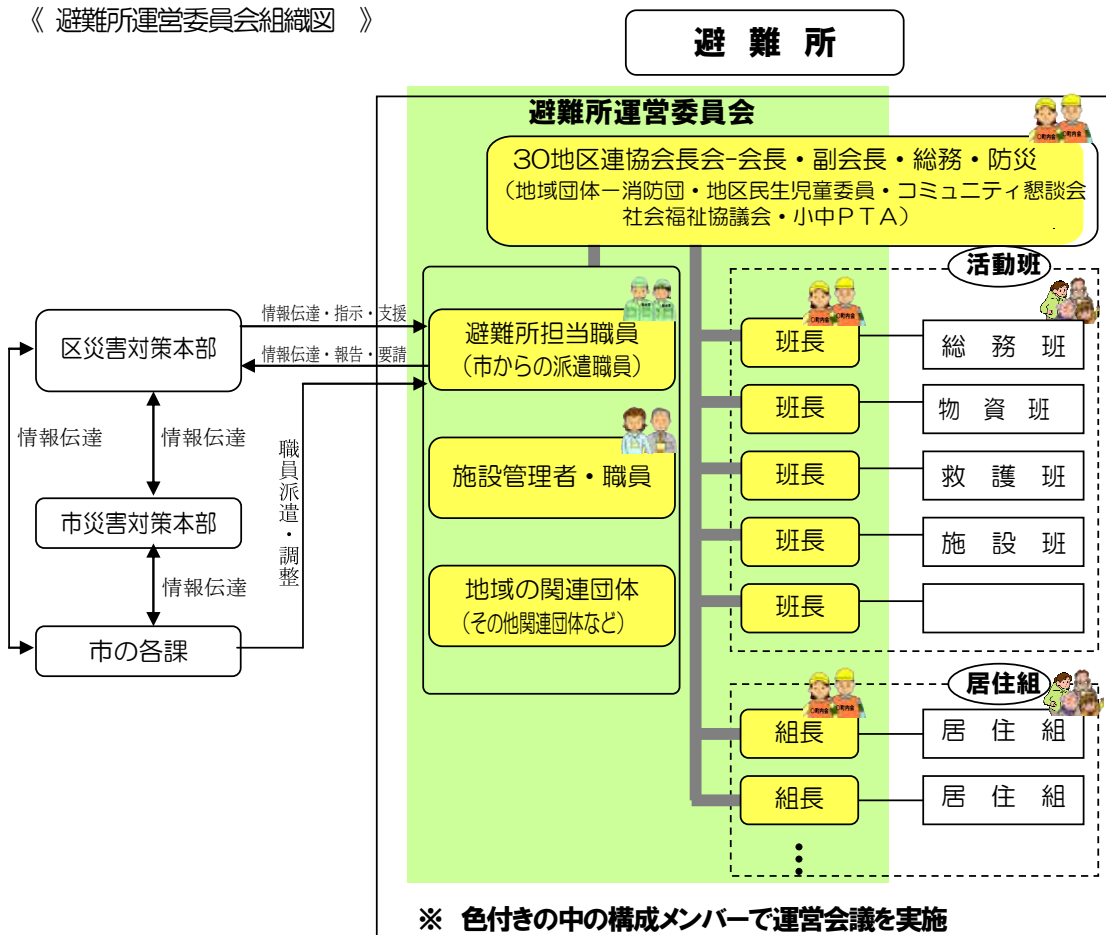 《 避難所運営委員会組織図 》
避 難 所
避難所運営委員会
30地区連協会長会-会長・副会長・総務・防災
(地域団体ー消防団・地区民生児童委員・コミュニティ懇談会
社会福祉協議会・小中PTA)
活動班
区災害対策本部
情報伝達・指示・支援
情報伝達・報告・要請
避難所担当職員
(市からの派遣職員)
班長
総 務 班
班長
物 資 班
情報伝達
情報伝達
職員派遣・調整
施設管理者・職員
班長
救 護 班
市災害対策本部
班長
施 設 班
情報伝達
地域の関連団体
(その他関連団体など)
班長
市の各課
居住組
組長
居 住 組
組長
居 住 組
※ 色付きの中の構成メンバーで運営会議を実施